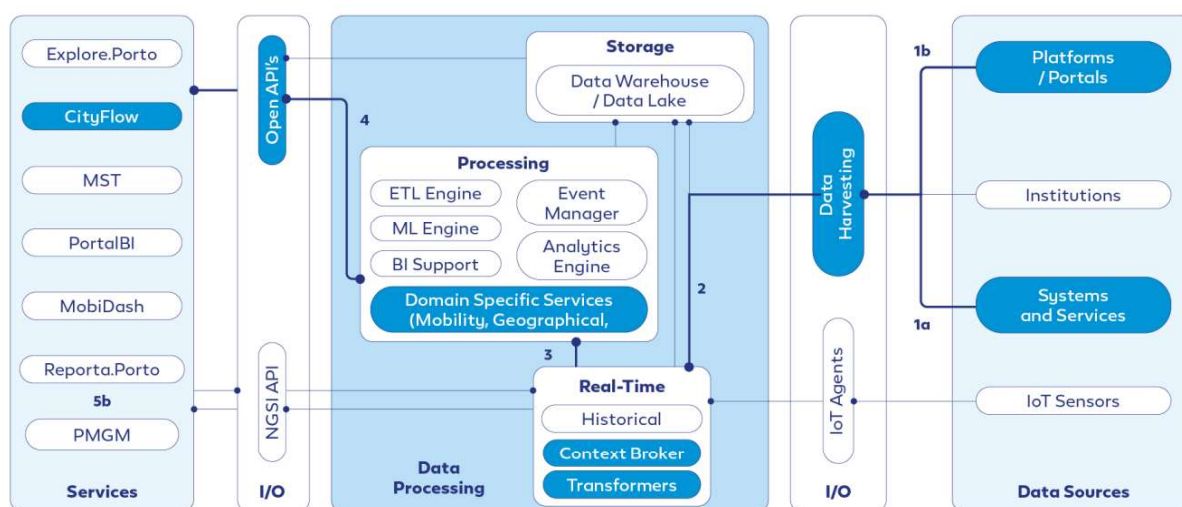 Explore.Porto
CityFlow
MST
PortalBI
MobiDash
Reporta.Porto
5b
PMGM
Services
Open API's
NGSI API
I/O
4
Storage
Data Warehouse
/ Data Lake
Processing
ETL Engine
ML Engine
BI Support
Event
Manager
Analytics
Engine
Domain Specific Services
(Mobility, Geographical,
3
2
Real-Time
Historical
Context Broker
Transformers
Data
Processing
Data
Harvesting
IoT Agents
I/O
1b
1a
Platforms
/ Portals
Institutions
Systems
and Services
IoT Sensors
Data Sources